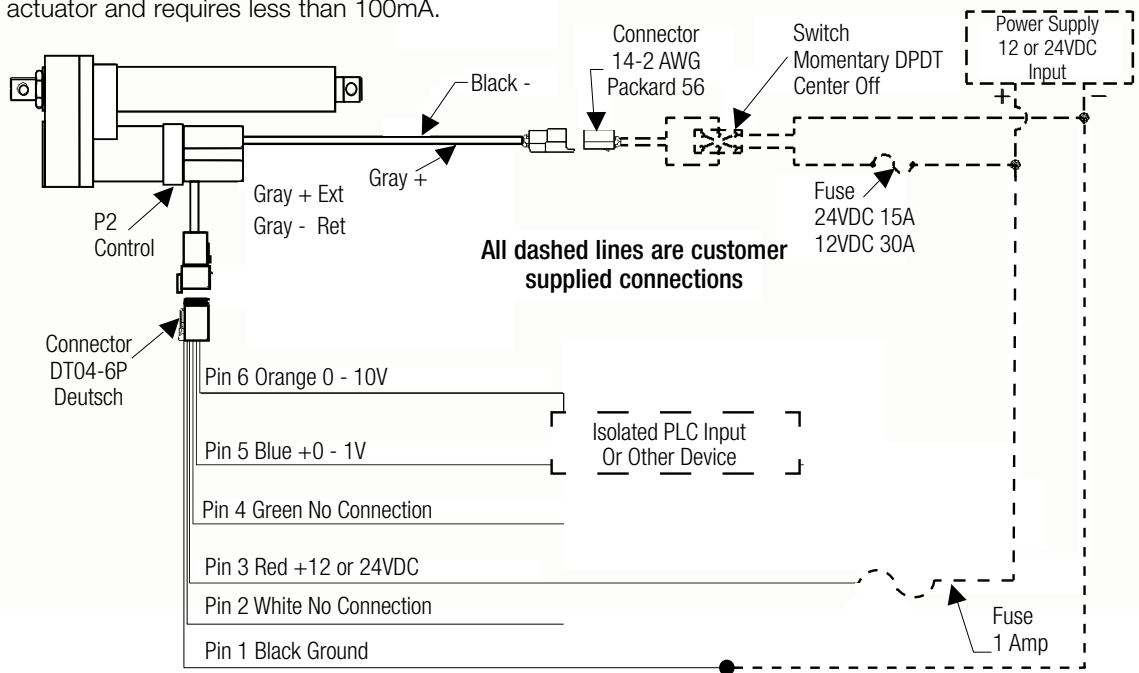 actuator and requires less than 100mA.
Connector
14-2 AWG
Packard 56
Switch
Momentary DPDT
Center Off
Power Supply
12 or 24VDC
Input
+
−
Black -
Gray +
Gray + Ext
Gray - Ret
P2
Control
Fuse
24VDC 15A
12VDC 30A
All dashed lines are customer
supplied connections
Connector
DT04-6P
Deutsch
Pin 6 Orange 0 - 10V
Isolated PLC Input
Or Other Device
Pin 5 Blue +0 - 1V
Pin 4 Green No Connection
Pin 3 Red +12 or 24VDC
Pin 2 White No Connection
Fuse
1 Amp
Pin 1 Black Ground